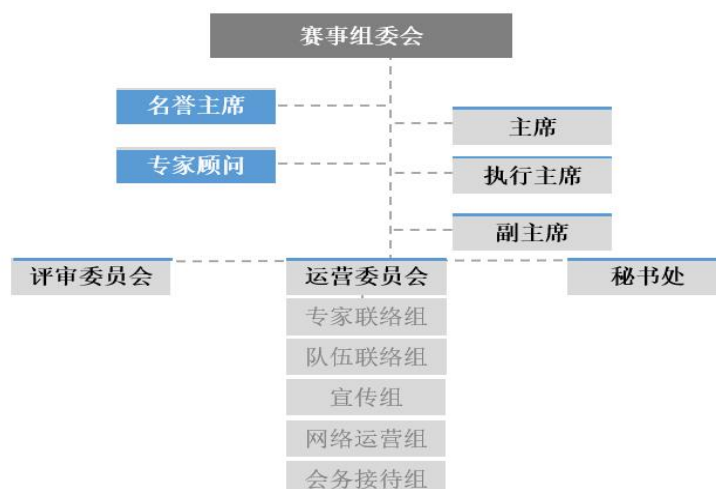 赛事组委会
名誉主席
主席
专家顾问
执行主席
副主席
评审委员会
运营委员会
秘书处
专家联络组
队伍联络组
宣传组
网络运营组
会务接待组